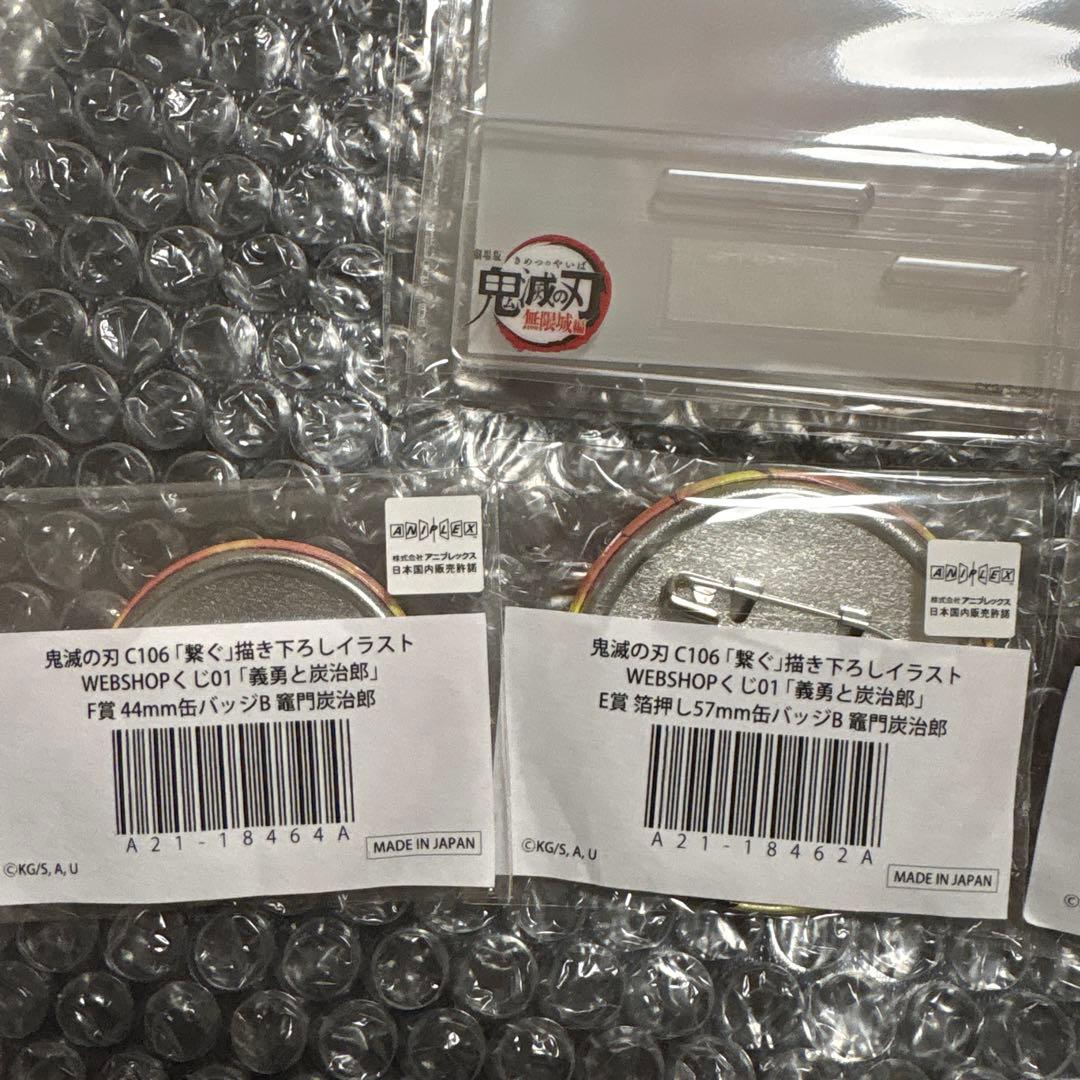 劇場版
きめつのやいば
鬼滅の刃
無限城編
ANIPLEX
株式会社アニプレックス
日本国内販売許諾
鬼滅の刃 C106「繋ぐ」描き下ろしイラスト
WEBSHOPくじ01「義勇と炭治郎」
F賞 44mm缶バッジB 竈門炭治郎
A21-18464A
MADE IN JAPAN
©KG/S, A, U
ANIPLEX
株式会社アニプレックス
日本国内販売許諾
鬼滅の刃 C106「繋ぐ」描き下ろしイラスト
WEBSHOPくじ01「義勇と炭治郎」
E賞 箔押し57mm缶バッジB 竈門炭治郎
A21-18462A
©KG/S, A, U
MADE IN JAPAN
©